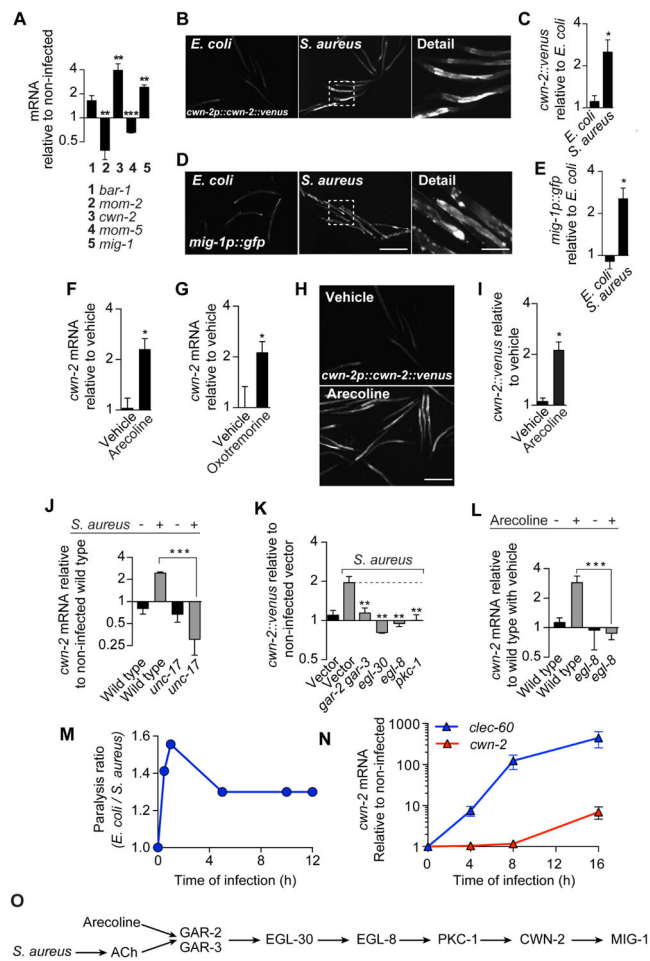 A
mRNA
relative to non-infected
4
2
1
0.5
**
**
***
**
1 2 3 4 5
1 bar-1
2 mom-2
3 cwn-2
4 mom-5
5 mig-1
B
E. coli
S. aureus
Detail
cwn-2p::cwn-2::venus
C
cwn-2::venus
relative to E. coli
4
2
1
*
E. coli
S. aureus
D
E. coli
S. aureus
Detail
mig-1p::gfp
*
E
mig-1p::gfp
relative to E. coli
4
2
1
*
E. coli
S. aureus
F
cwn-2 mRNA
relative to vehicle
4
2
1
*
Vehicle
Arecoline
G
cwn-2 mRNA
relative to vehicle
4
2
1
*
Vehicle
Oxotremorine
H
Vehicle
cwn-2p::cwn-2::venus
Arecoline
I
cwn-2::venus relative
to vehicle
4
2
1
*
Vehicle
Arecoline
J
S. aureus - + - +
***
cwn-2 mRNA relative
to non-infected wild type
4
2
1
0.5
0.25
Wild type
Wild type
unc-17
unc-17
K
S. aureus
cwn-2::venus relative to
non-infected vector
4
2
1
**
**
**
**
Vector
Vector
gar-2 gar-3
egl-30
egl-8
pkc-1
L
Arecoline - + - +
***
cwn-2 mRNA relative
to wild type with vehicle
8
4
2
1
0.5
Wild type
Wild type
egl-8
egl-8
M
Paralysis ratio
(E. coli / S. aureus)
1.6
1.4
1.2
1.0
0 4 8 12
Time of infection (h)
N
clec-60
cwn-2
cwn-2 mRNA
Relative to non-infected
1000
100
10
1
0 4 8 16
Time of infection (h)
O
Arecoline
S. aureus
ACh
GAR-2
GAR-3
EGL-30
EGL-8
PKC-1
CWN-2
MIG-1